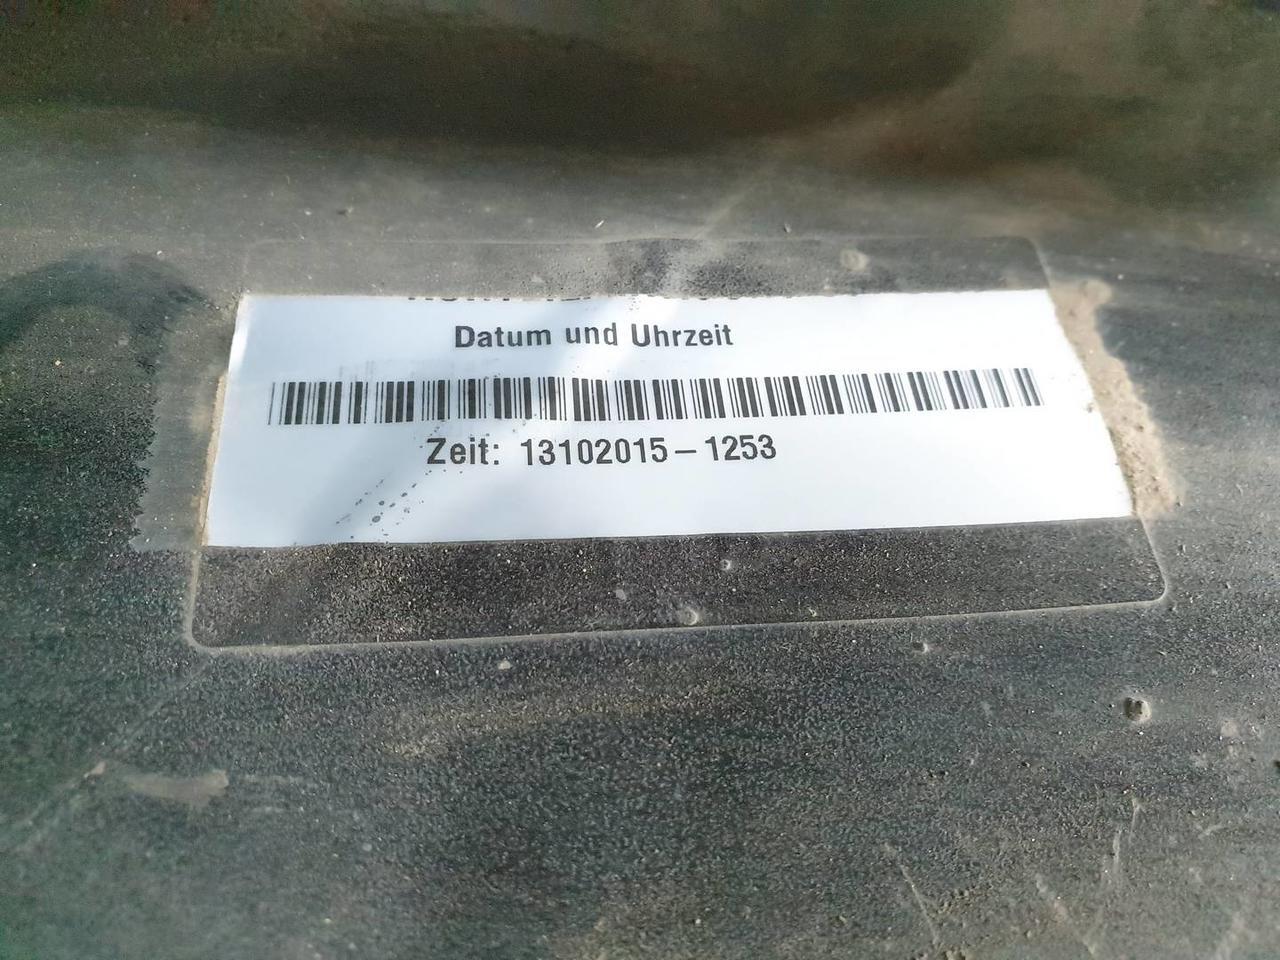 Datum und Uhrzeit
Zeit: 13102015-1253